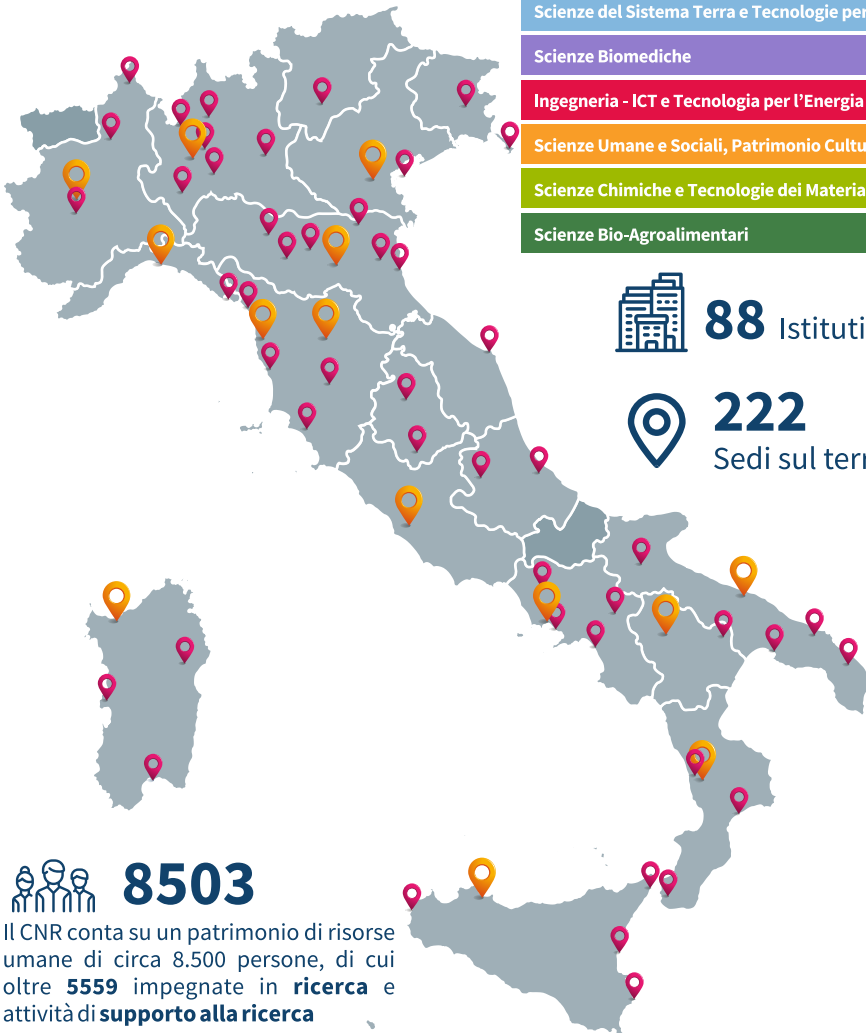 Scienze del Sistema Terra e Tecnologie per
Scienze Biomediche
Ingegneria - ICT e Tecnologia per l'Energia
Scienze Umane e Sociali, Patrimonio Cultu
Scienze Chimiche e Tecnologie dei Materia
Scienze Bio-Agroalimentari
88 Istituti
222
Sedi sul terr
8503
Il CNR conta su un patrimonio di risorse
umane di circa 8.500 persone, di cui
oltre 5559 impegnate in ricerca e
attività di supporto alla ricerca